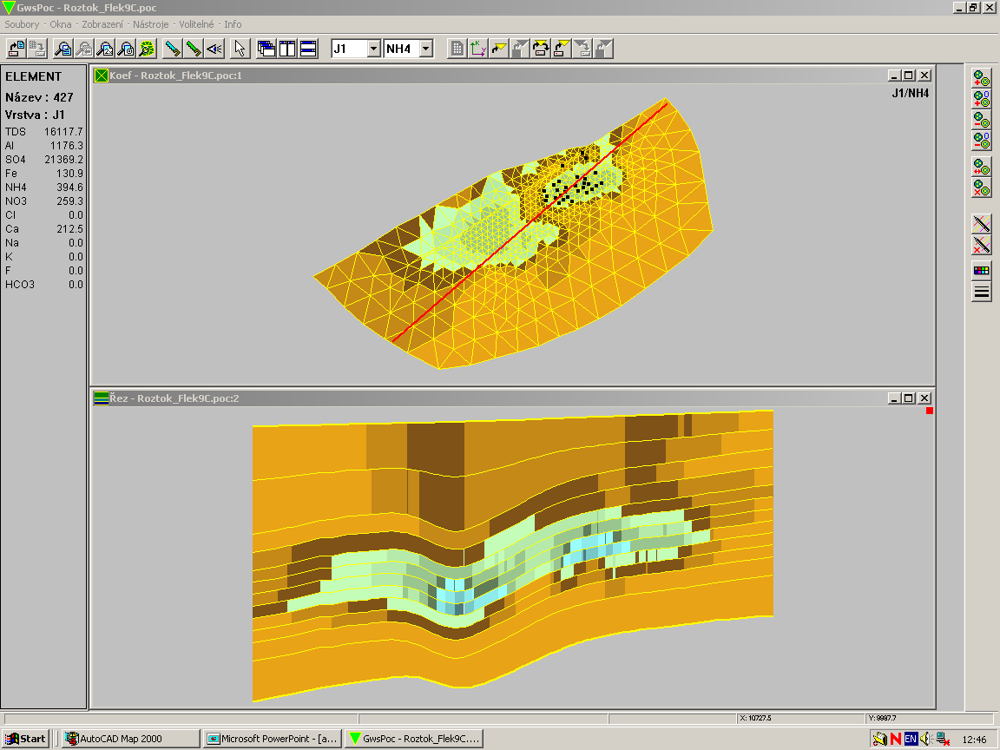 GwsPoc - Roztok_Flek9C.poc
Soubory - Okna - Zobrazení - Nástroje - Volitelné - Info
J1 NH4
ELEMENT
Název : 427
Vrstva : J1
TDS 16117.7
Al 1176.3
SO4 21369.2
Fe 130.9
NH4 394.6
NO3 259.3
Cl 0.0
Ca 212.5
Na 0.0
K 0.0
F 0.0
HCO3 0.0
Koef - Roztok_Flek9C.poc:1
J1/NH4
Řez - Roztok_Flek9C.poc:2
X: 10727.5 Y: 9987.7
Start AutoCAD Map 2000 Microsoft PowerPoint - [a... GwsPoc - Roztok_Flek9C.... EN 12:46